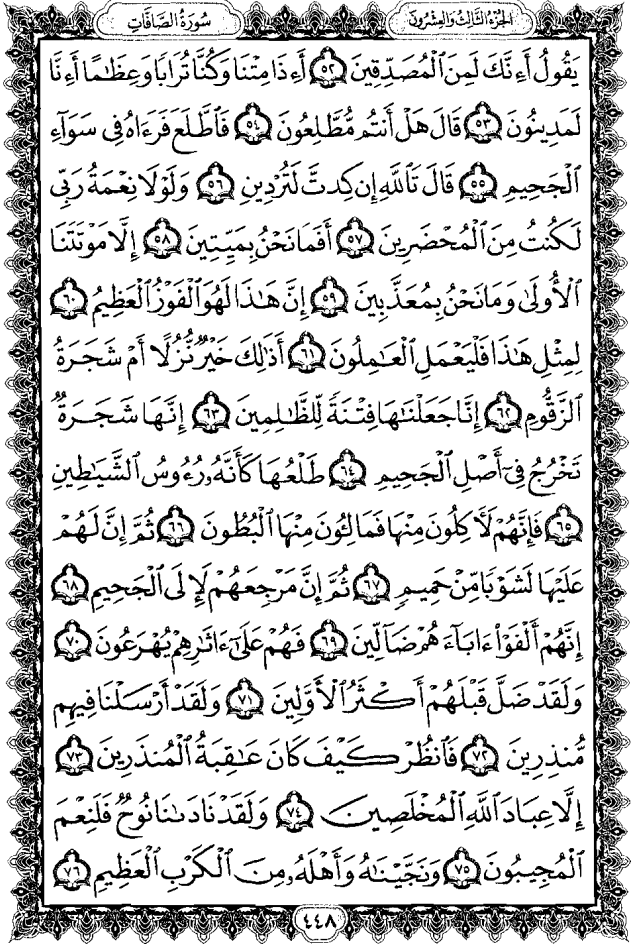 الجزء الثالث والعشرون
سورة الصافات
يَقُولُ أَءِنَّكَ لَمِنَ ٱلْمُصَدِّقِينَ ٥٢ أَءِذَا مِتْنَا وَكُنَّا تُرَابًا وَعِظَٰمًا أَءِنَّا
لَمَدِينُونَ ٥٣ قَالَ هَلْ أَنتُم مُّطَّلِعُونَ ٥٤ فَٱطَّلَعَ فَرَءَاهُ فِى سَوَآءِ
ٱلْجَحِيمِ ٥٥ قَالَ تَٱللَّهِ إِن كِدتَّ لَتُرْدِينِ ٥٦ وَلَوْلَا نِعْمَةُ رَبِّى
لَكُنتُ مِنَ ٱلْمُحْضَرِينَ ٥٧ أَفَمَا نَحْنُ بِمَيِّتِينَ ٥٨ إِلَّا مَوْتَتَنَا
ٱلْأُولَىٰ وَمَا نَحْنُ بِمُعَذَّبِينَ ٥٩ إِنَّ هَٰذَا لَهُوَ ٱلْفَوْزُ ٱلْعَظِيمُ ٦٠
لِمِثْلِ هَٰذَا فَلْيَعْمَلِ ٱلْعَٰمِلُونَ ٦١ أَذَٰلِكَ خَيْرٌ نُّزُلًا أَمْ شَجَرَةُ
ٱلزَّقُّومِ ٦٢ إِنَّا جَعَلْنَٰهَا فِتْنَةً لِّلظَّٰلِمِينَ ٦٣ إِنَّهَا شَجَرَةٌ
تَخْرُجُ فِىٓ أَصْلِ ٱلْجَحِيمِ ٦٤ طَلْعُهَا كَأَنَّهُۥ رُءُوسُ ٱلشَّيَٰطِينِ
٦٥ فَإِنَّهُمْ لَءَاكِلُونَ مِنْهَا فَمَالِـُٔونَ مِنْهَا ٱلْبُطُونَ ٦٦ ثُمَّ إِنَّ لَهُمْ
عَلَيْهَا لَشَوْبًا مِّنْ حَمِيمٍ ٦٧ ثُمَّ إِنَّ مَرْجِعَهُمْ لَإِلَى ٱلْجَحِيمِ ٦٨
إِنَّهُمْ أَلْفَوْا۟ ءَابَآءَهُمْ ضَآلِّينَ ٦٩ فَهُمْ عَلَىٰٓ ءَاثَٰرِهِمْ يُهْرَعُونَ ٧٠
وَلَقَدْ ضَلَّ قَبْلَهُمْ أَكْثَرُ ٱلْأَوَّلِينَ ٧١ وَلَقَدْ أَرْسَلْنَا فِيهِم
مُّنذِرِينَ ٧٢ فَٱنظُرْ كَيْفَ كَانَ عَٰقِبَةُ ٱلْمُنذَرِينَ ٧٣
إِلَّا عِبَادَ ٱللَّهِ ٱلْمُخْلَصِينَ ٧٤ وَلَقَدْ نَادَىٰنَا نُوحٌ فَلَنِعْمَ
ٱلْمُجِيبُونَ ٧٥ وَنَجَّيْنَٰهُ وَأَهْلَهُۥ مِنَ ٱلْكَرْبِ ٱلْعَظِيمِ ٧٦
٤٤٨